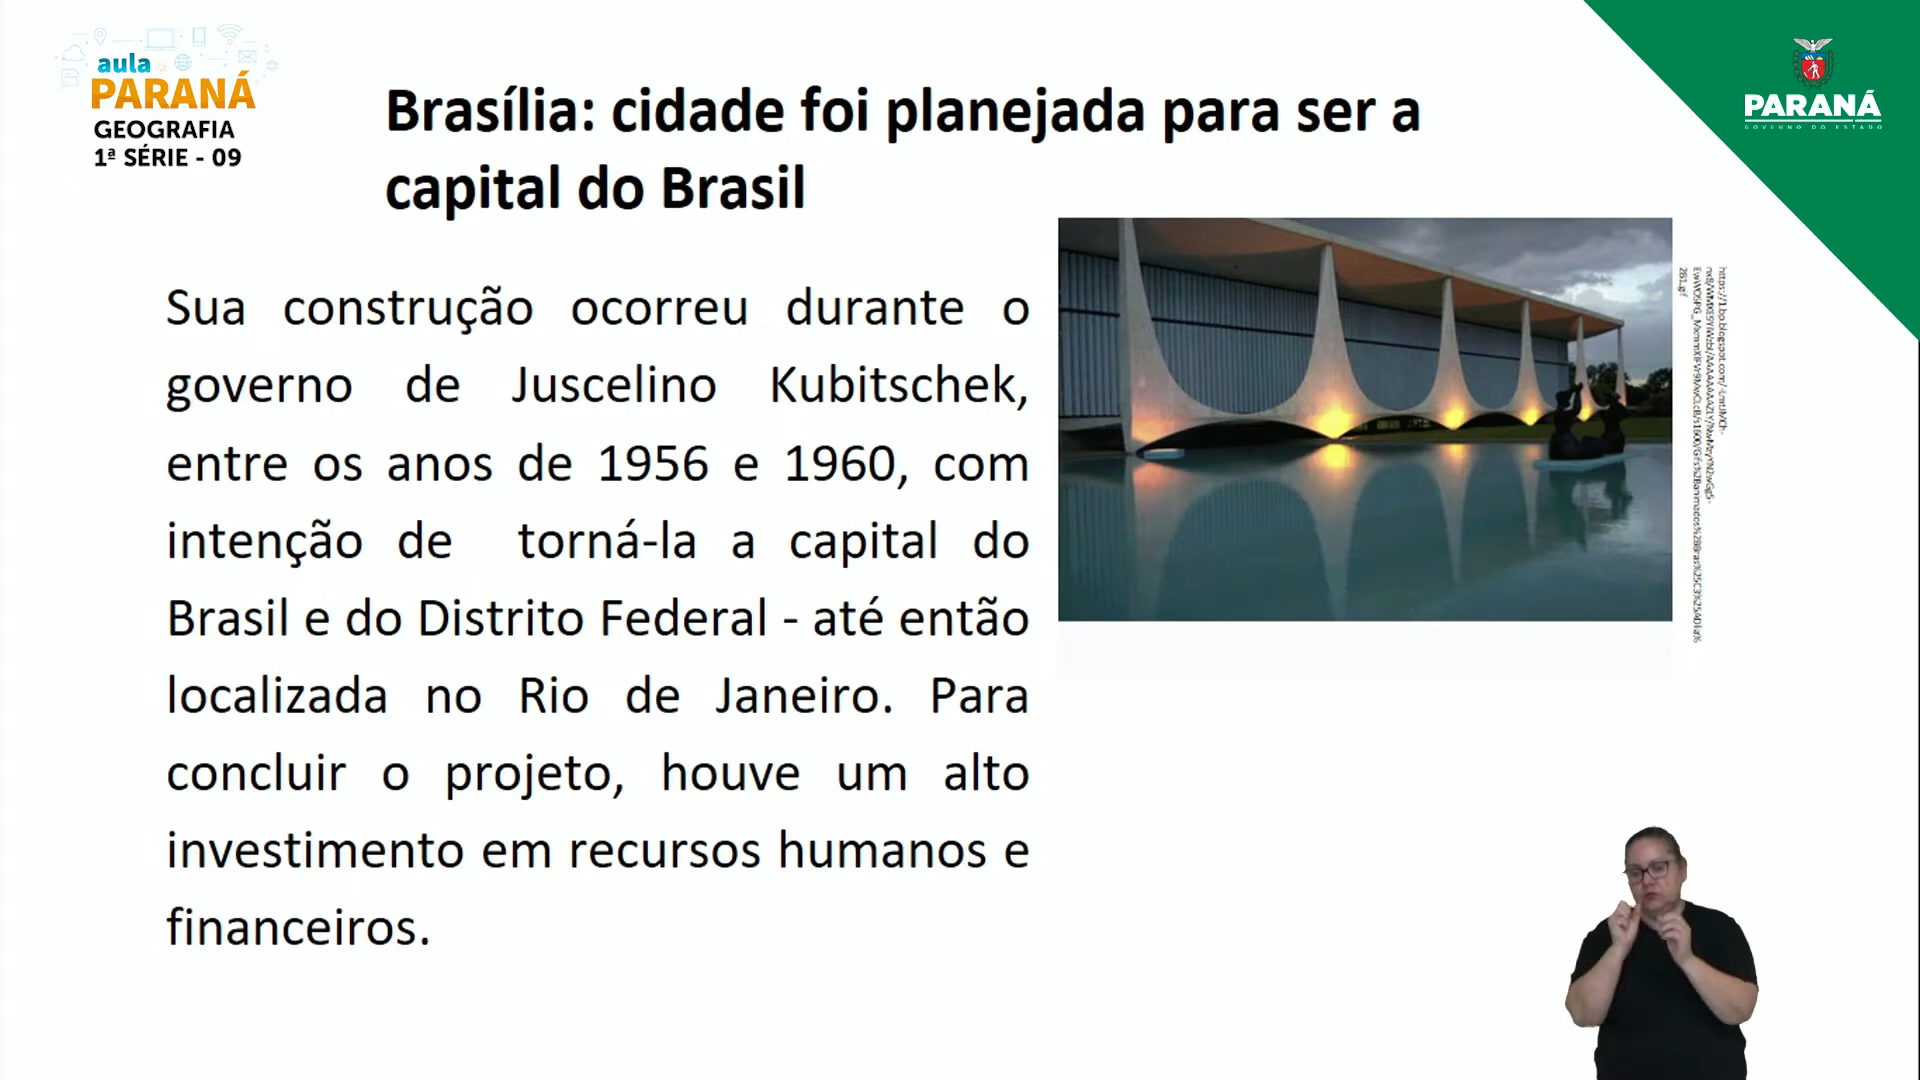 aula
PARANÁ
GEOGRAFIA
1ª SÉRIE - 09
Brasília: cidade foi planejada para ser a
capital do Brasil
PARANÁ
GOVERNO DO ESTADO
Sua construção ocorreu durante o
governo de Juscelino Kubitschek,
entre os anos de 1956 e 1960, com
intenção de torná-la a capital do
Brasil e do Distrito Federal - até então
localizada no Rio de Janeiro. Para
concluir o projeto, houve um alto
investimento em recursos humanos e
financeiros.